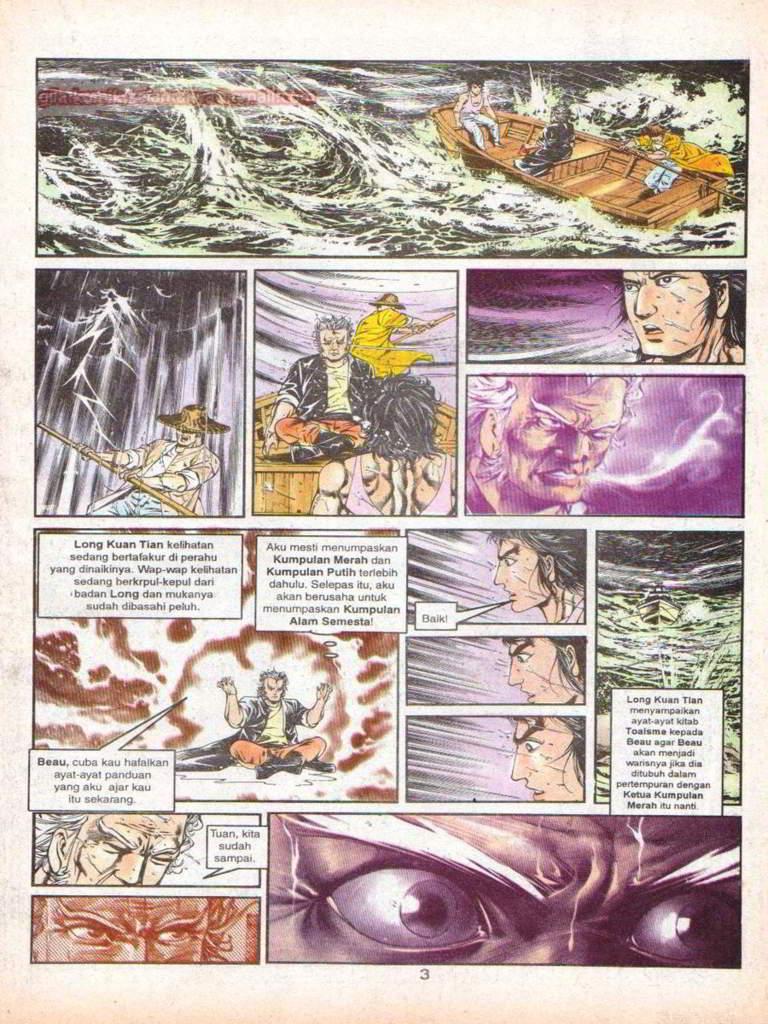 Long Kuan Tian kelihatan
sedang bertafakur di perahu
yang dinaikinya. Wap-wap kelihatan
sedang berkrpul-kepul dari
badan Long dan mukanya
sudah dibasahi peluh.
Aku mesti menumpaskan
Kumpulan Merah dan
Kumpulan Putih terlebih
dahulu. Selepas itu, aku
akan berusaha untuk
menumpaskan Kumpulan
Alam Semesta!
Beau, cuba kau hafalkan
ayat-ayat panduan
yang aku ajar kau
itu sekarang.
Baik!
Long Kuan Tian
menyampaikan
ayat-ayat kitab
Toaisme kepada
Beau agar Beau
akan menjadi
warisnya jika dia
ditubuh dalam
pertempuran dengan
Ketua Kumpulan
Merah itu nanti.
Tuan, kita
sudah
sampai.
3